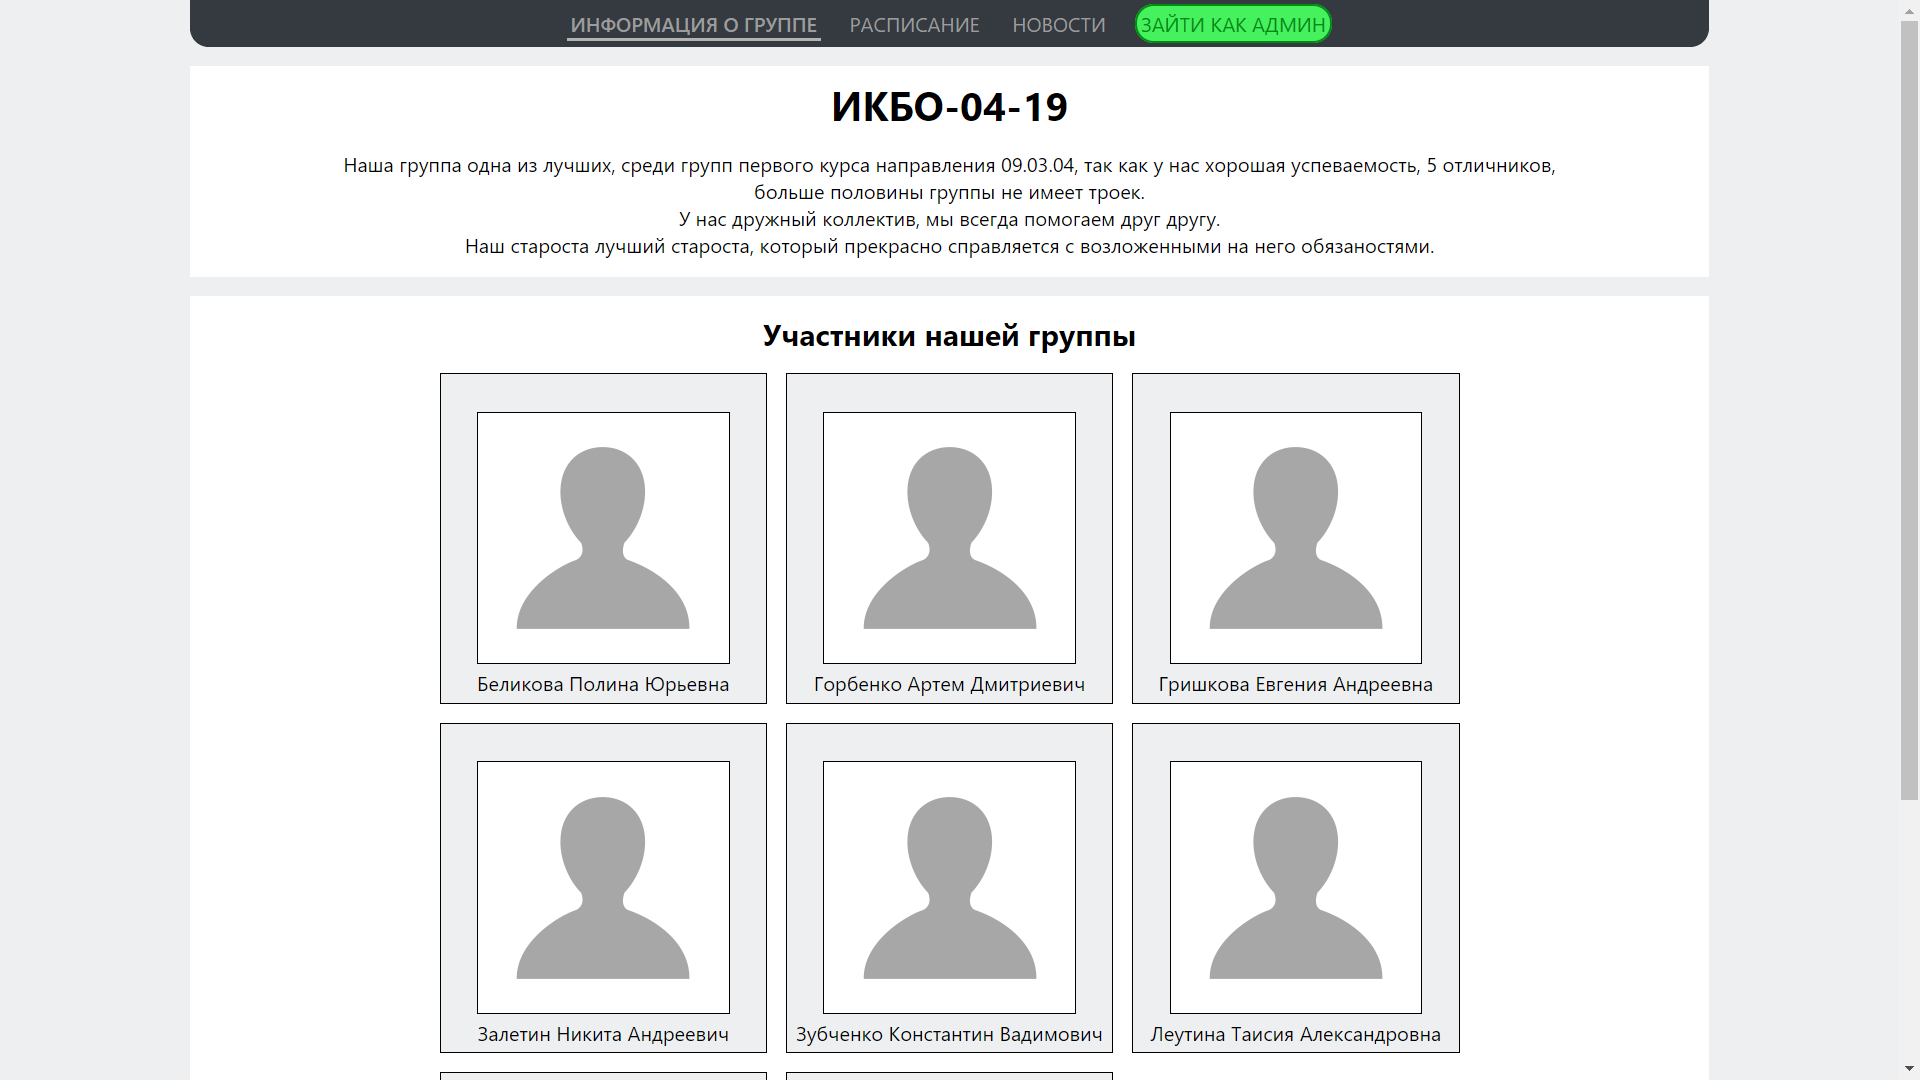 ИНФОРМАЦИЯ О ГРУППЕ РАСПИСАНИЕ НОВОСТИ ЗАЙТИ КАК АДМИН
ИКБО-04-19
Наша группа одна из лучших, среди групп первого курса направления 09.03.04, так как у нас хорошая успеваемость, 5 отличников,
больше половины группы не имеет троек.
У нас дружный коллектив, мы всегда помогаем друг другу.
Наш староста лучший староста, который прекрасно справляется с возложенными на него обязаностями.
Участники нашей группы
Беликова Полина Юрьевна
Горбенко Артем Дмитриевич
Гришкова Евгения Андреевна
Залетин Никита Андреевич
Зубченко Константин Вадимович
Леутина Таисия Александровна